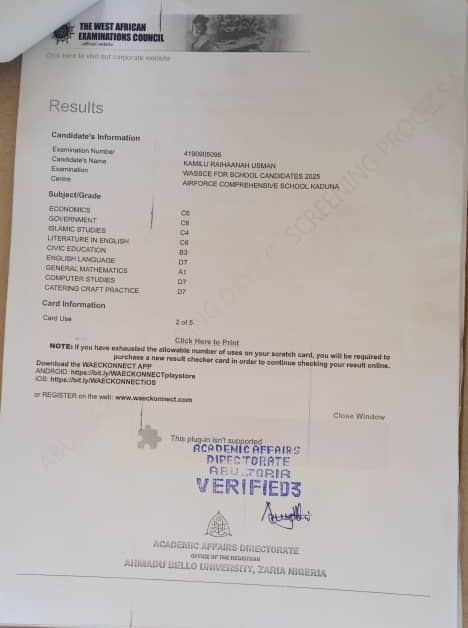 THE WEST AFRICAN
EXAMINATIONS COUNCIL
official website
Click Here to visit out corporate website
Results
Candidate's Information
Examination Number 4190905095
Candidate's Name KAMILU RAIHAANAH USMAN
Examination WASSCE FOR SCHOOL CANDIDATES 2025
Centre AIRFORCE COMPREHENSIVE SCHOOL KADUNA
Subject/Grade
ECONOMICS C6
GOVERNMENT C6
ISLAMIC STUDIES C4
LITERATURE IN ENGLISH C6
CIVIC EDUCATION B3
ENGLISH LANGUAGE D7
GENERAL MATHEMATICS A1
COMPUTER STUDIES D7
CATERING CRAFT PRACTICE D7
Card Information
Card Use 2 of 5
Click Here to Print
NOTE: If you have exhausted the allowable number of uses on your scratch card, you will be required to
purchase a new result checker card in order to continue checking your result online.
Download the WAECKONNECT APP
ANDROID: https://bit.ly/WAECKONNECTplaystore
iOS: https://bit.ly/WAECKONNECTiOS
or REGISTER on the web: www.waeckonnect.com
Close Window
This plug-in isn't supported
ACADEMIC AFFAIRS
DIRECTORATE
ABU, ZARIA
VERIFIED3
ACADEMIC AFFAIRS DIRECTORATE
OFFICE OF THE REGISTRAR
AHMADU BELLO UNIVERSITY, ZARIA NIGERIA
SCREENING PROCESS